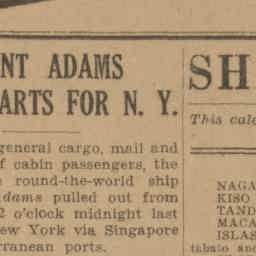 NT ADAMS
ARTS FOR N. Y.
general cargo, mail and
f cabin passengers, the
round-the-world ship
dams pulled out from
2 o'clock midnight last
ew York via Singapore
rranean ports.
SH
This cale
NAGA
KISO
TAND
MACA
ISLAS
tabato and